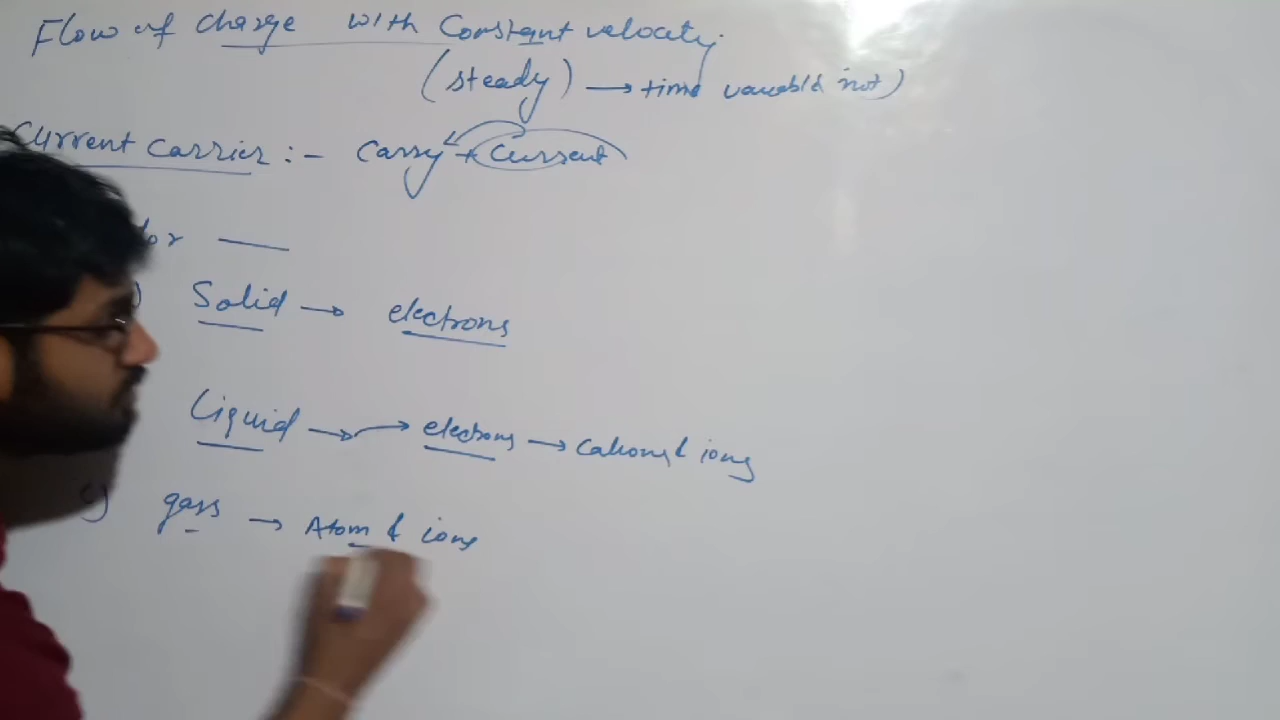 Flow of charge with Constant velocity
(steady) → time variable not)
Current Carrier :- Carry + Current
for —
) Solid → electrons
Liquid → → electrons → Cations & ions
c) gass → Atom & ions